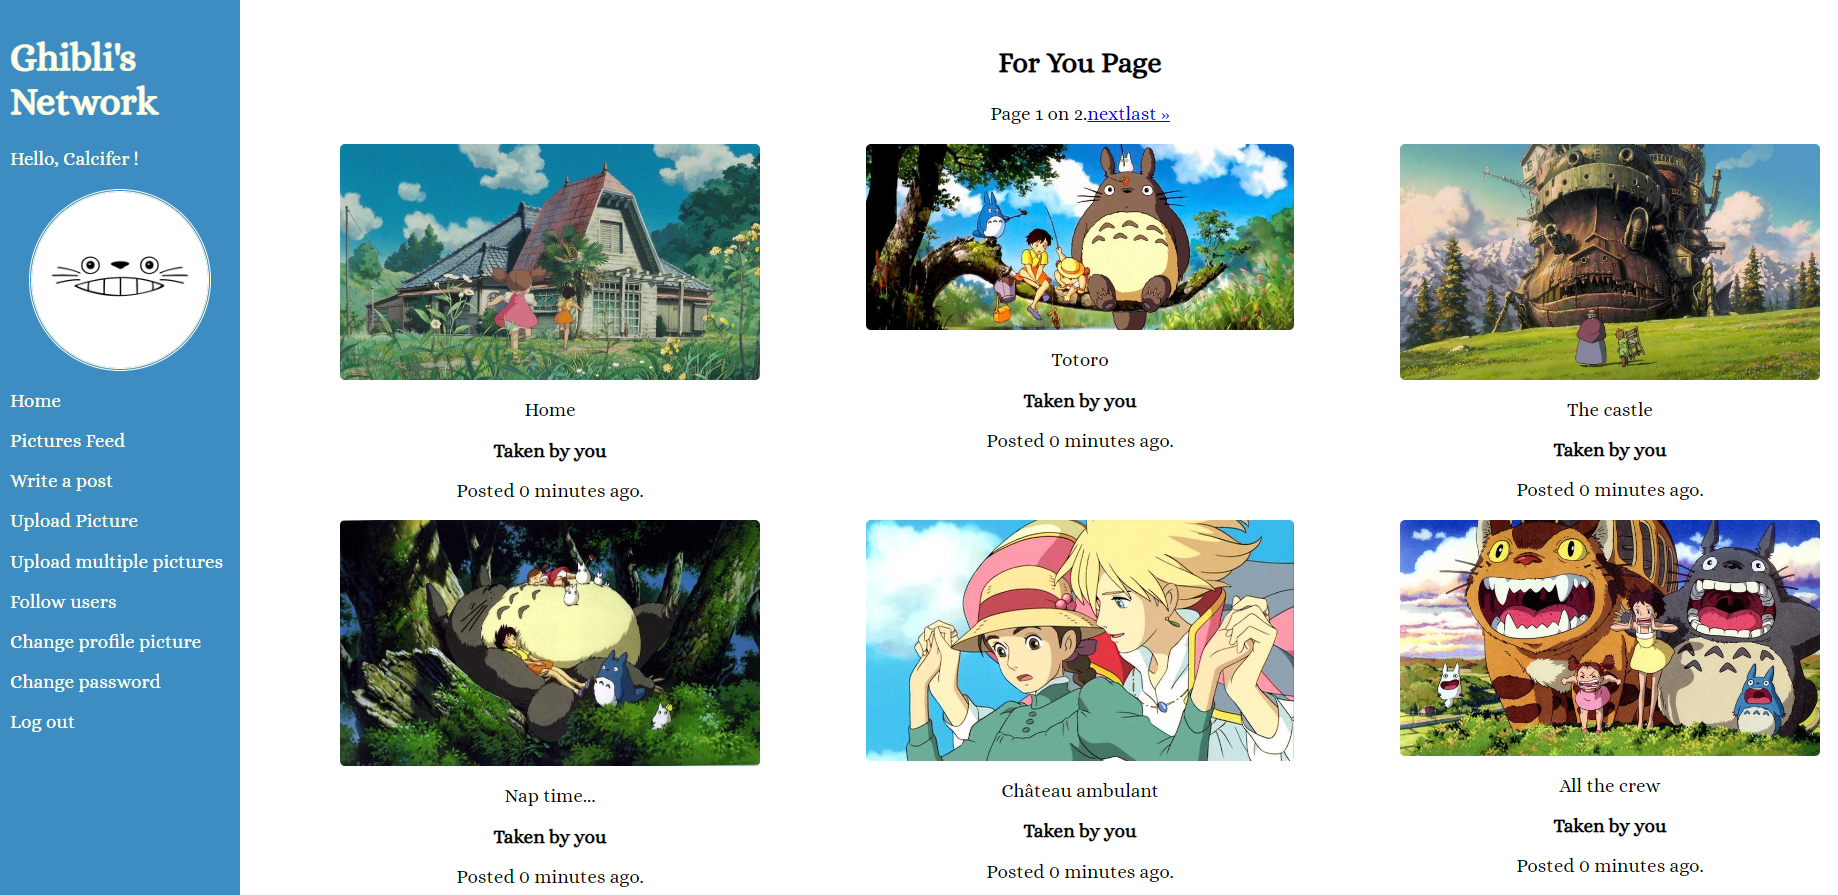 Ghibli's
Network
Hello, Calcifer !
Home
Pictures Feed
Write a post
Upload Picture
Upload multiple pictures
Follow users
Change profile picture
Change password
Log out
For You Page
Page 1 on 2.nextlast »
Home
Taken by you
Posted 0 minutes ago.
Totoro
Taken by you
Posted 0 minutes ago.
The castle
Taken by you
Posted 0 minutes ago.
Nap time...
Taken by you
Posted 0 minutes ago.
Château ambulant
Taken by you
Posted 0 minutes ago.
All the crew
Taken by you
Posted 0 minutes ago.